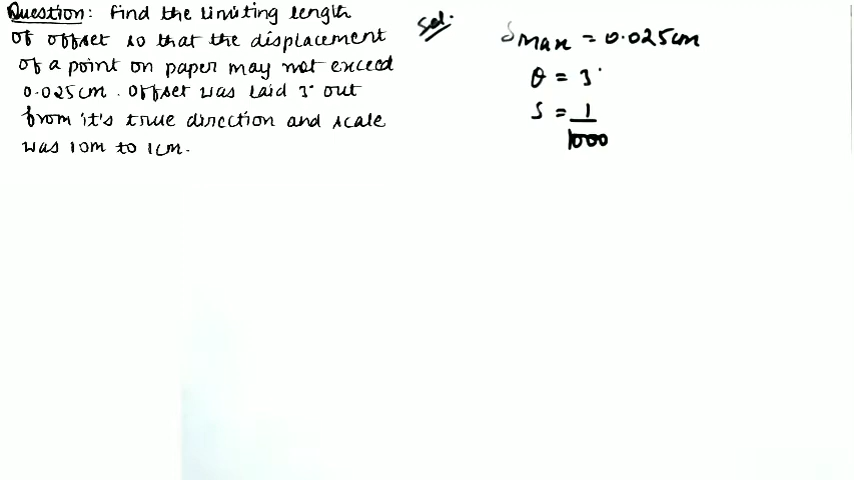 Question: Find the limiting length
of offset so that the displacement
of a point on paper may not exceed
0.025cm. Offset was laid 3° out
from it's true direction and scale
was 10m to 1cm.
Sol.
δmax = 0.025cm
θ = 3°
S = 1/1000